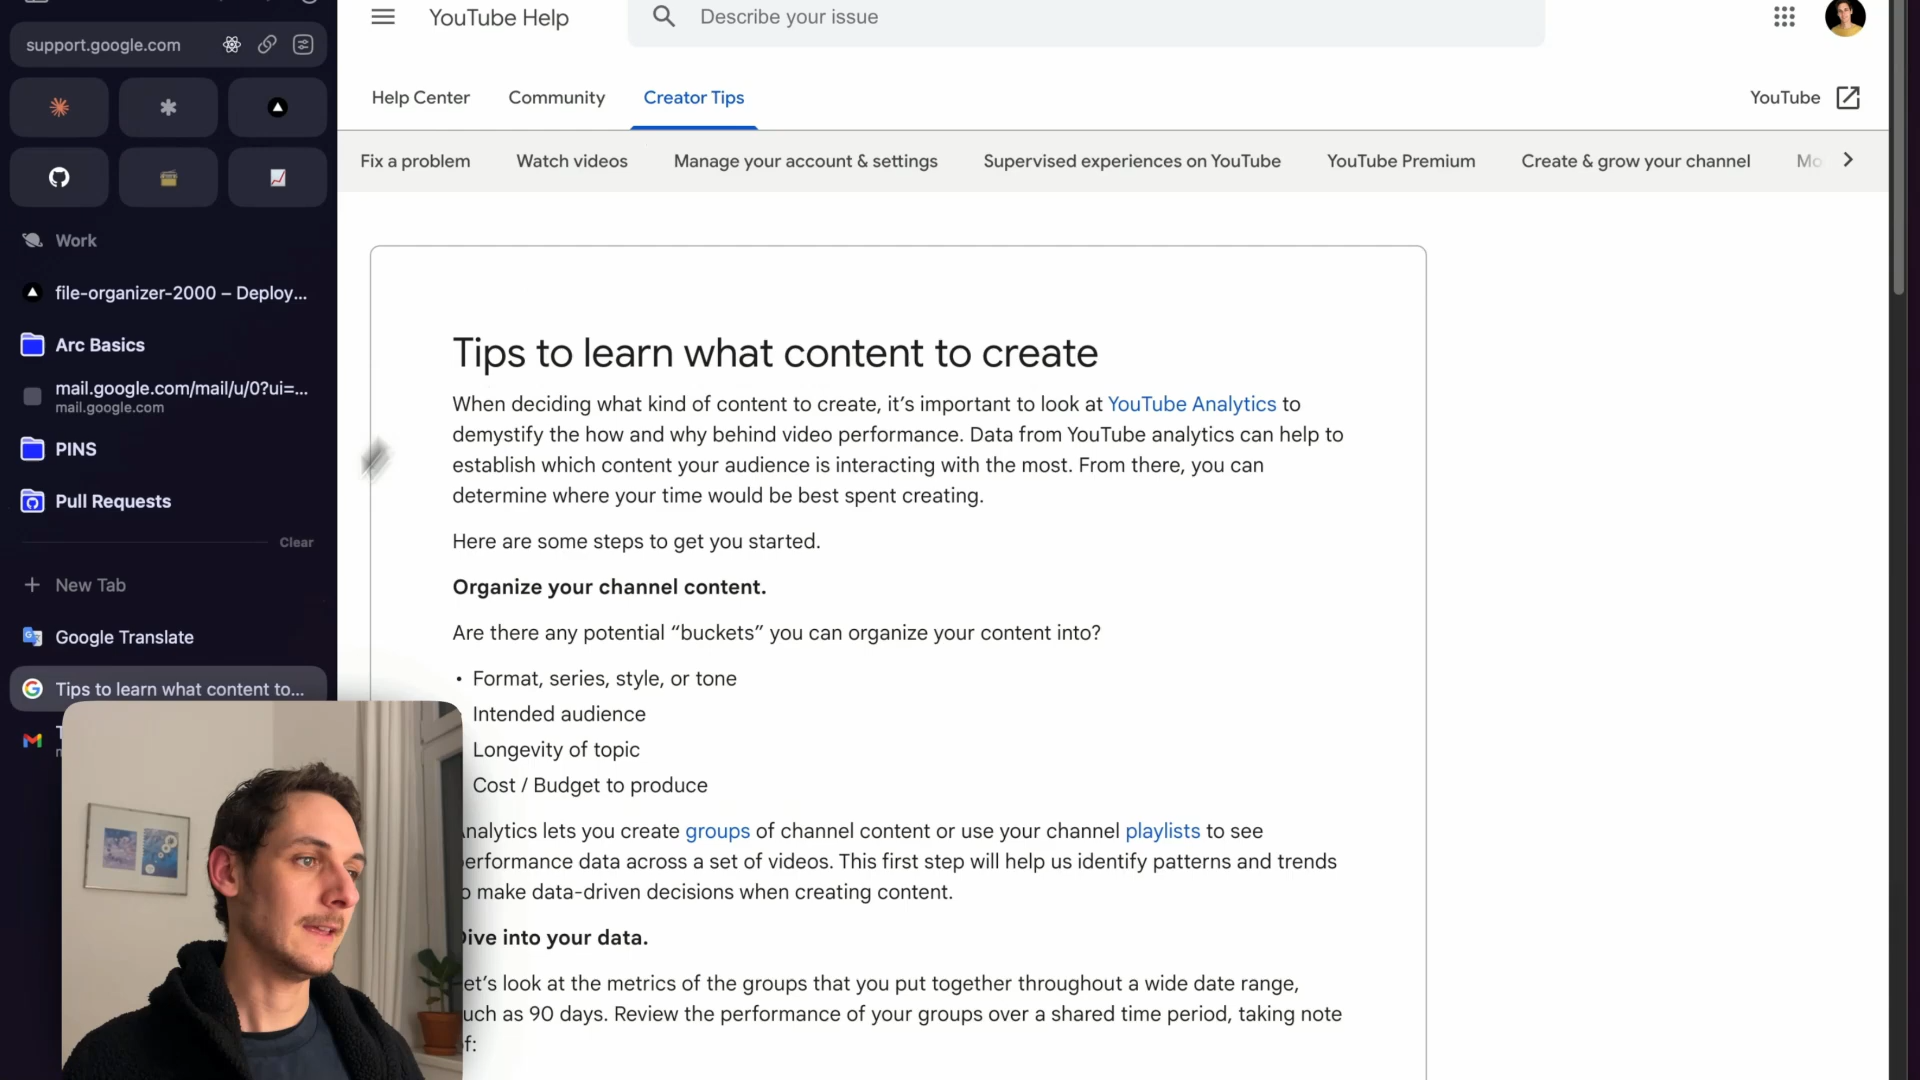 support.google.com
Work
file-organizer-2000 – Deploy...
Arc Basics
mail.google.com/mail/u/0?ui=...
mail.google.com
PINS
Pull Requests
Clear
New Tab
Google Translate
Tips to learn what content to...
YouTube Help
Describe your issue
Help Center
Community
Creator Tips
YouTube
Fix a problem
Watch videos
Manage your account & settings
Supervised experiences on YouTube
YouTube Premium
Create & grow your channel
Tips to learn what content to create
When deciding what kind of content to create, it’s important to look at YouTube Analytics to
demystify the how and why behind video performance. Data from YouTube analytics can help to
establish which content your audience is interacting with the most. From there, you can
determine where your time would be best spent creating.
Here are some steps to get you started.
Organize your channel content.
Are there any potential “buckets” you can organize your content into?
• Format, series, style, or tone
Intended audience
Longevity of topic
Cost / Budget to produce
Analytics lets you create groups of channel content or use your channel playlists to see
performance data across a set of videos. This first step will help us identify patterns and trends
to make data-driven decisions when creating content.
Dive into your data.
Let’s look at the metrics of the groups that you put together throughout a wide date range,
such as 90 days. Review the performance of your groups over a shared time period, taking note
of: